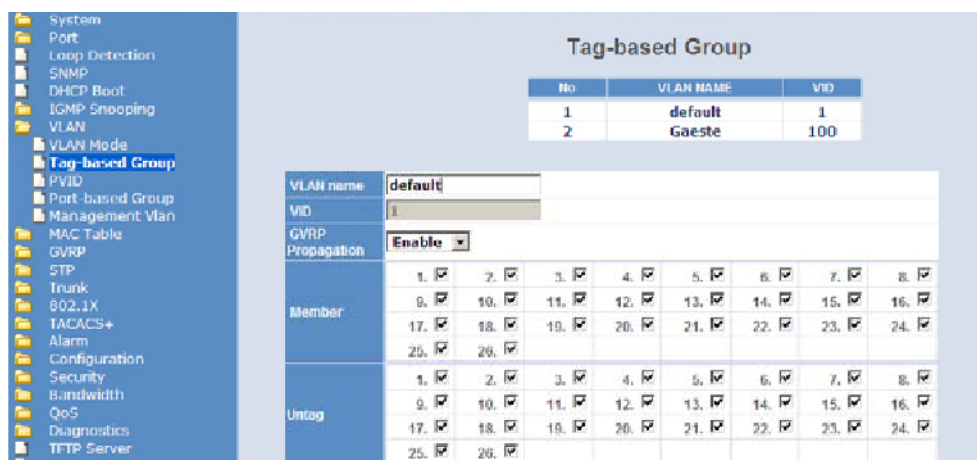 System
Port
Loop Detection
SNMP
DHCP Boot
IGMP Snooping
VLAN
VLAN Mode
Tag-based Group
PVID
Port-based Group
Management Vlan
MAC Table
GVRP
STP
Trunk
802.1X
TACACS+
Alarm
Configuration
Security
Bandwidth
QoS
Diagnostics
TFTP Server
Tag-based Group
No VLAN NAME VID
1 default 1
2 Gaeste 100
VLAN name default
VID 1
GVRP Propagation Enable
Member
1. 2. 3. 4. 5. 6. 7. 8.
9. 10. 11. 12. 13. 14. 15. 16.
17. 18. 19. 20. 21. 22. 23. 24.
25. 26.
Untag
1. 2. 3. 4. 5. 6. 7. 8.
9. 10. 11. 12. 13. 14. 15. 16.
17. 18. 19. 20. 21. 22. 23. 24.
25. 26.